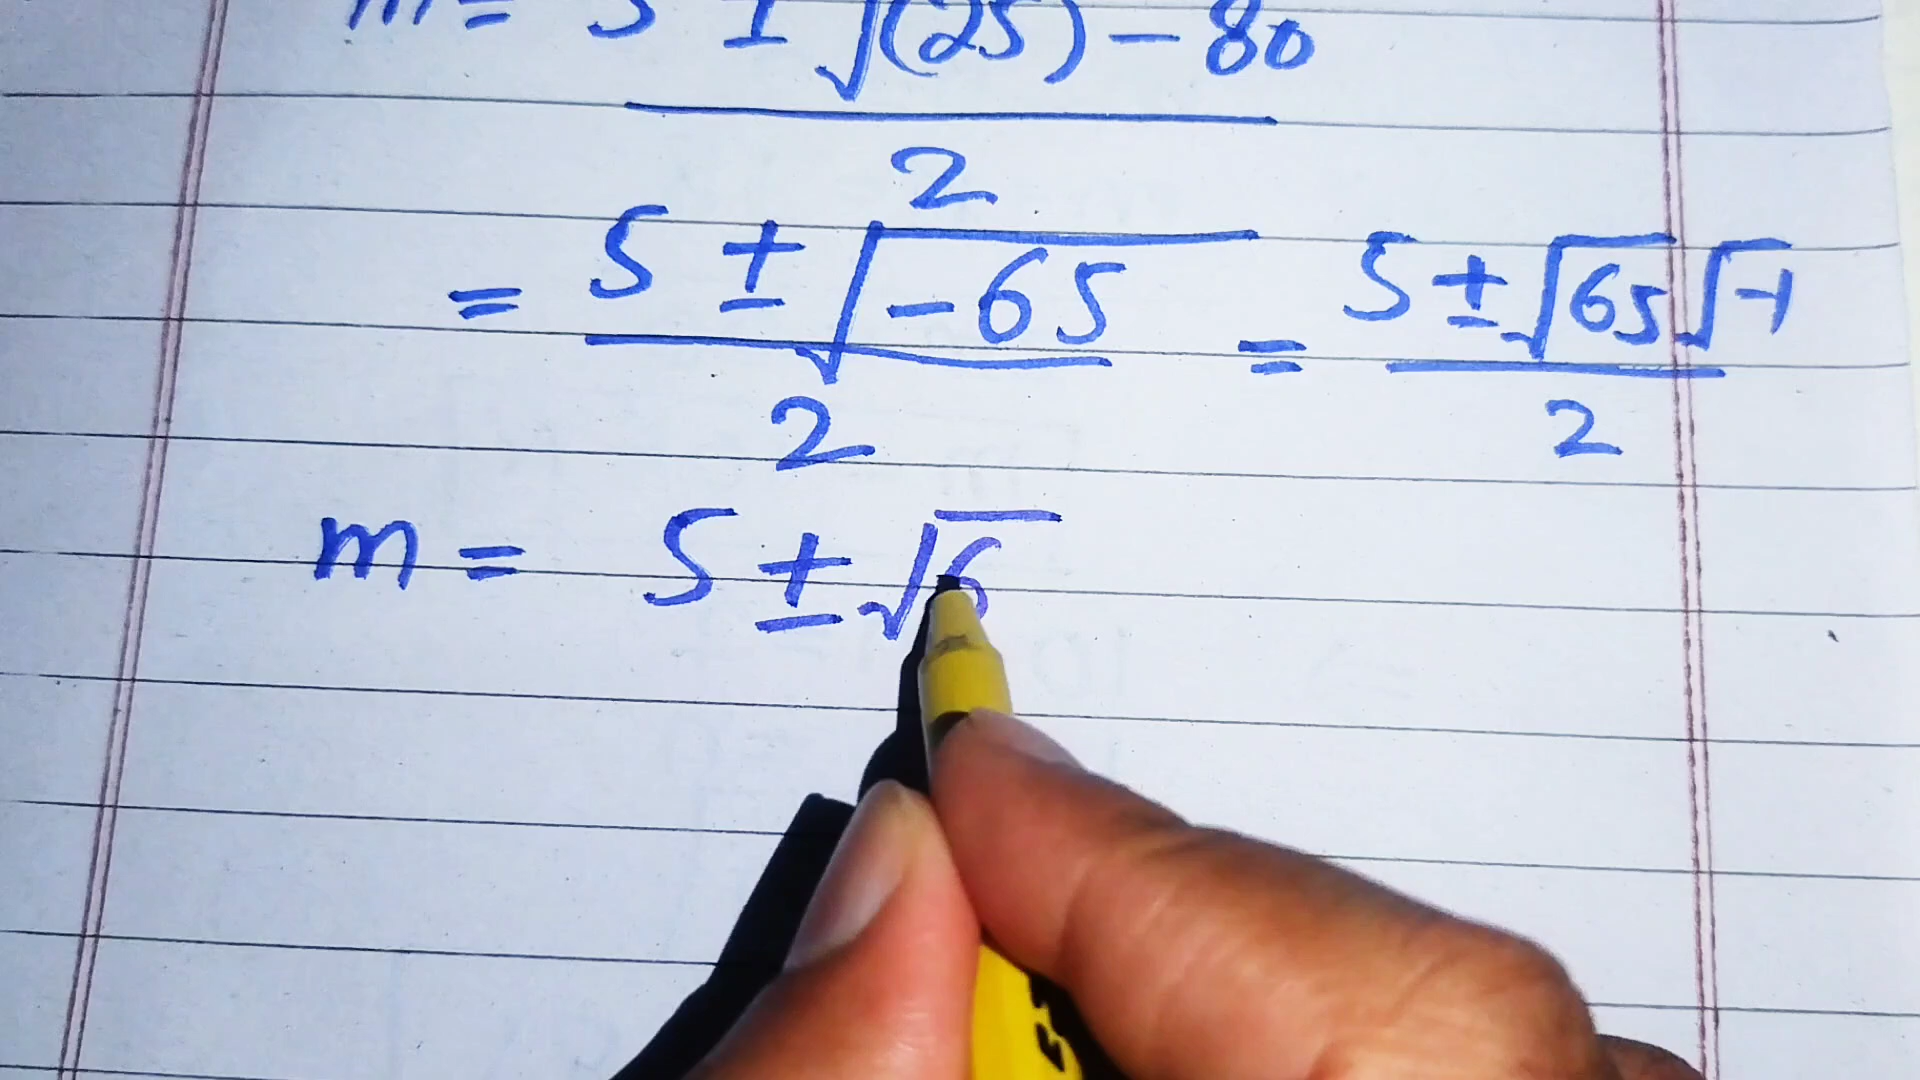 m = 5 ± √(25) - 80
2
= 5 ± √-65 / 2 = 5 ± √65 √-1 / 2
m = 5 ± √6